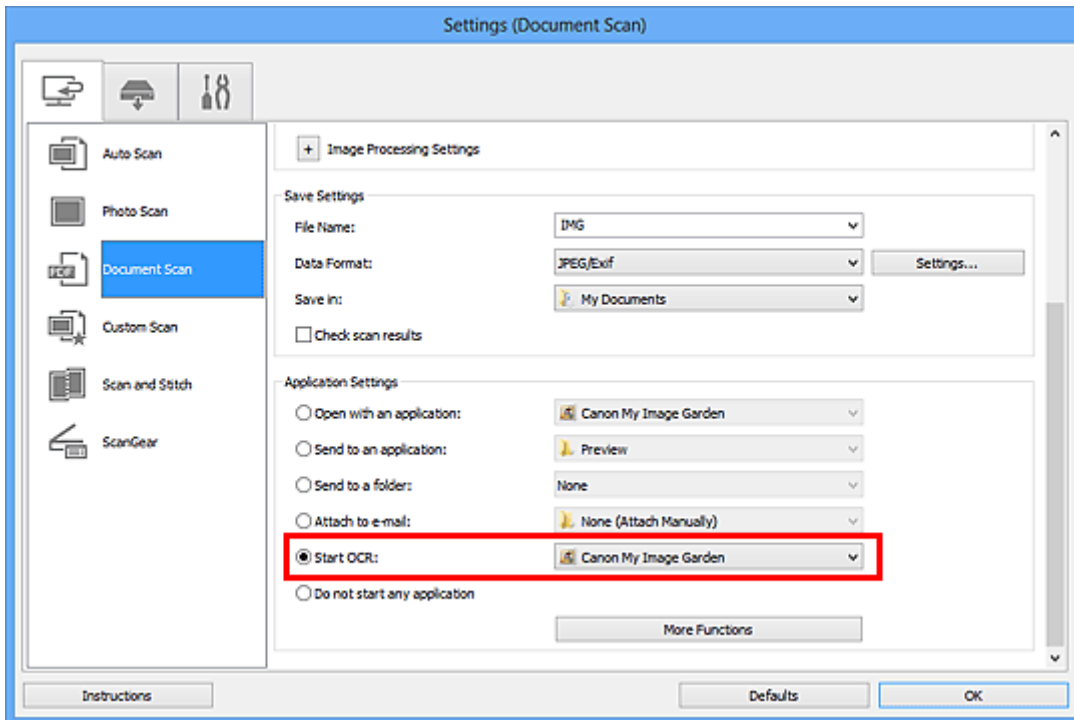 Settings (Document Scan)
Auto Scan
Photo Scan
PDF
Document Scan
Custom Scan
Scan and Stitch
ScanGear
+ Image Processing Settings
Save Settings
File Name: IMG
Data Format: JPEG/Exif Settings...
Save in: My Documents
Check scan results
Application Settings
Open with an application: Canon My Image Garden
Send to an application: Preview
Send to a folder: None
Attach to e-mail: None (Attach Manually)
Start OCR: Canon My Image Garden
Do not start any application
More Functions
Instructions Defaults OK